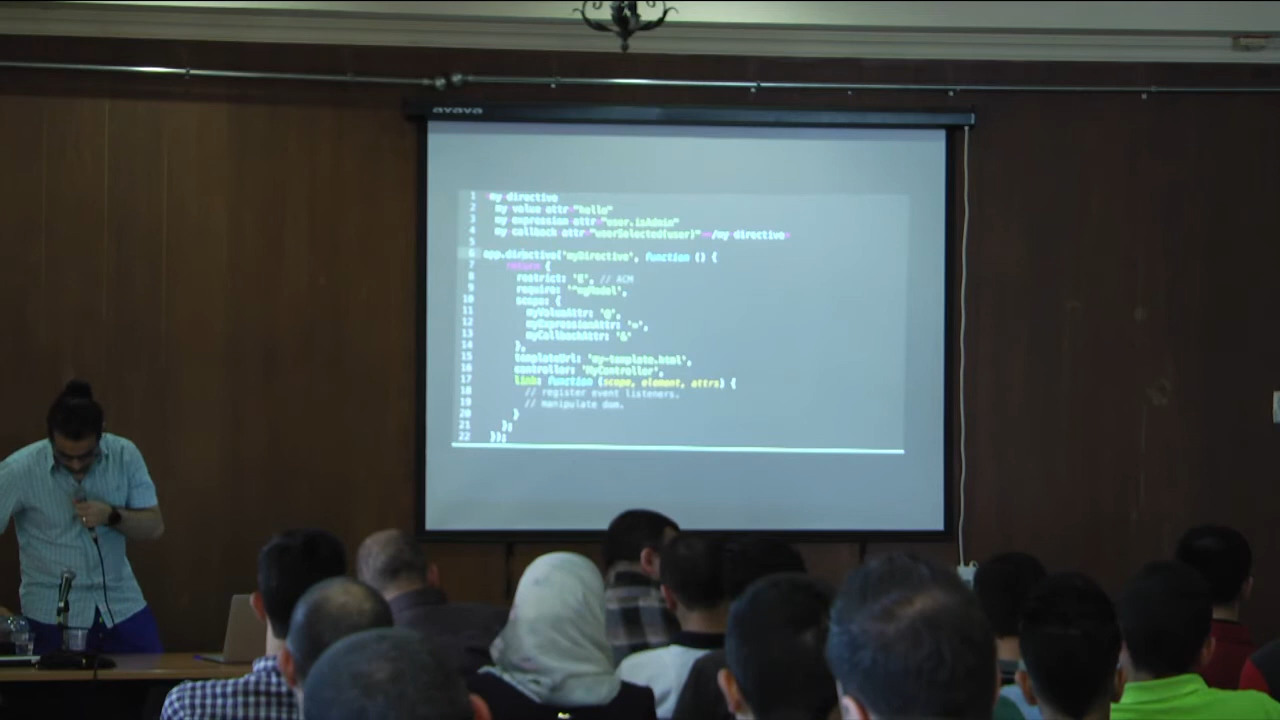 AVAYA
1 <my-directive
2 my-value-attr="hello"
3 my-expression-attr="user.isAdmin"
4 my-callback-attr="userSelected(user)"></my-directive>
5
6 app.directive('myDirective', function () {
7 return {
8 restrict: 'E', // ACM
9 require: '^ngModel',
10 scope: {
11 myValueAttr: '@',
12 myExpressionAttr: '=',
13 myCallbackAttr: '&'
14 },
15 templateUrl: 'my-template.html',
16 controller: 'MyController',
17 link: function (scope, element, attrs) {
18 // register event listeners.
19 // manipulate dom.
20 }
21 };
22 });